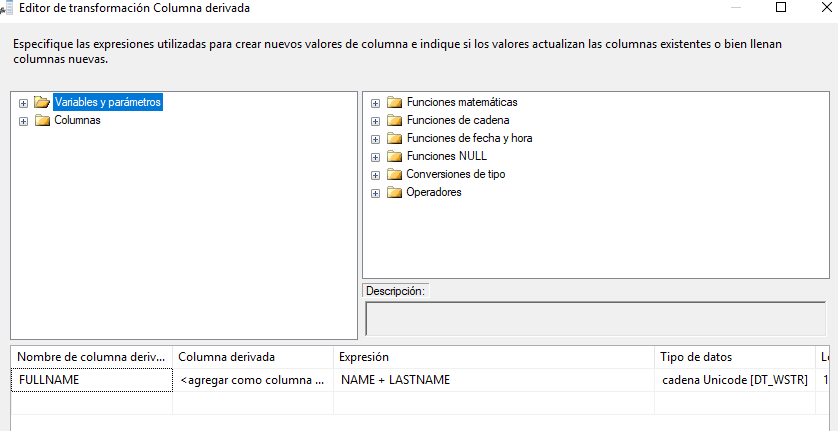 Editor de transformación Columna derivada
Especifique las expresiones utilizadas para crear nuevos valores de columna e indique si los valores actualizan las columnas existentes o bien llenan
columnas nuevas.
Variables y parámetros
Columnas
Funciones matemáticas
Funciones de cadena
Funciones de fecha y hora
Funciones NULL
Conversiones de tipo
Operadores
Descripción:
Nombre de columna deriv... Columna derivada Expresión Tipo de datos
FULLNAME <agregar como columna ... NAME + LASTNAME cadena Unicode [DT_WSTR] 1